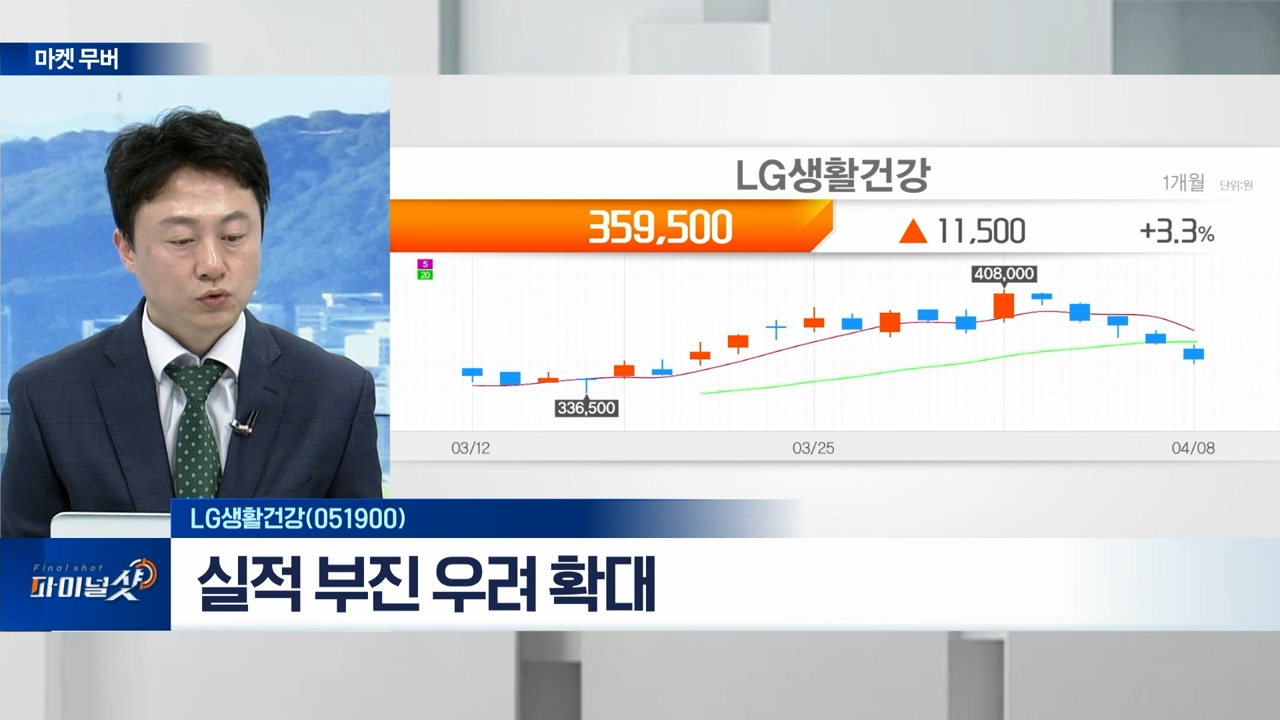 마켓 무버
LG생활건강
1개월 단위:원
359,500 ▲ 11,500 +3.3%
5
20
408,000
336,500
03/12 03/25 04/08
LG생활건강(051900)
Final shot
파이널샷
실적 부진 우려 확대